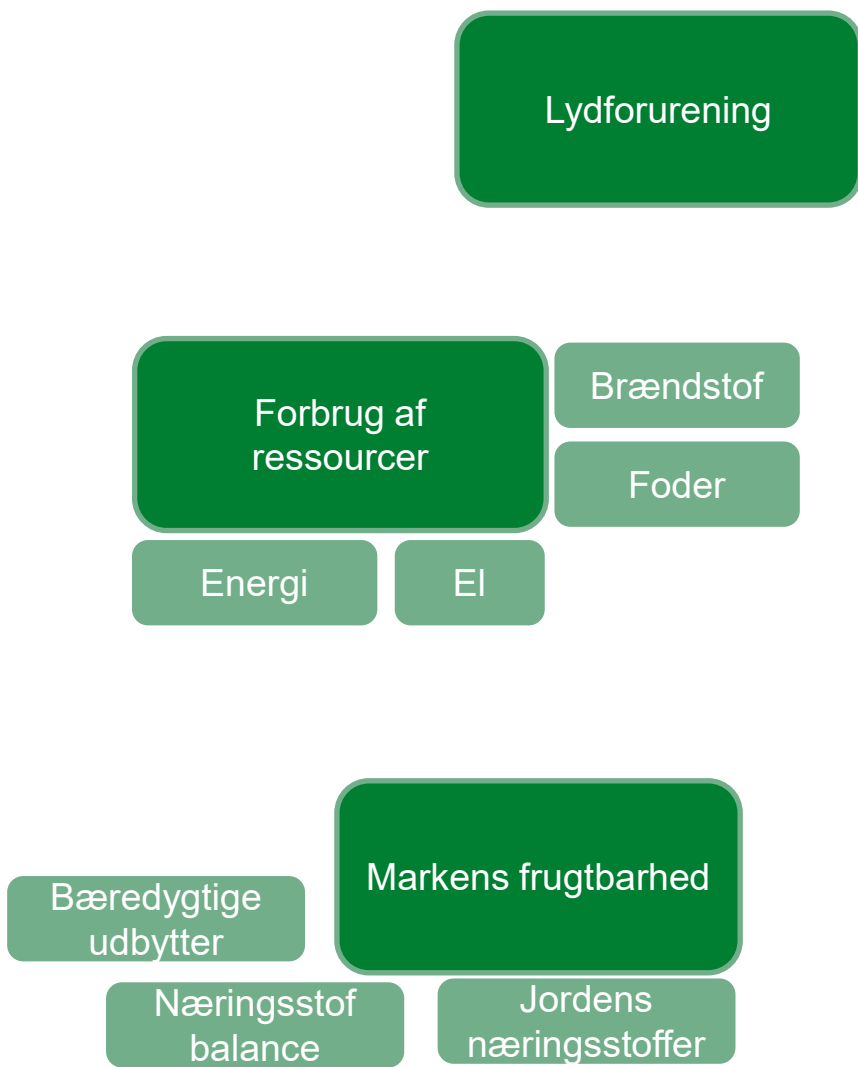 Lydforurening
Forbrug af
ressourcer
Brændstof
Foder
Energi
El
Markens frugtbarhed
Bæredygtige
udbytter
Næringsstof
balance
Jordens
næringsstoffer